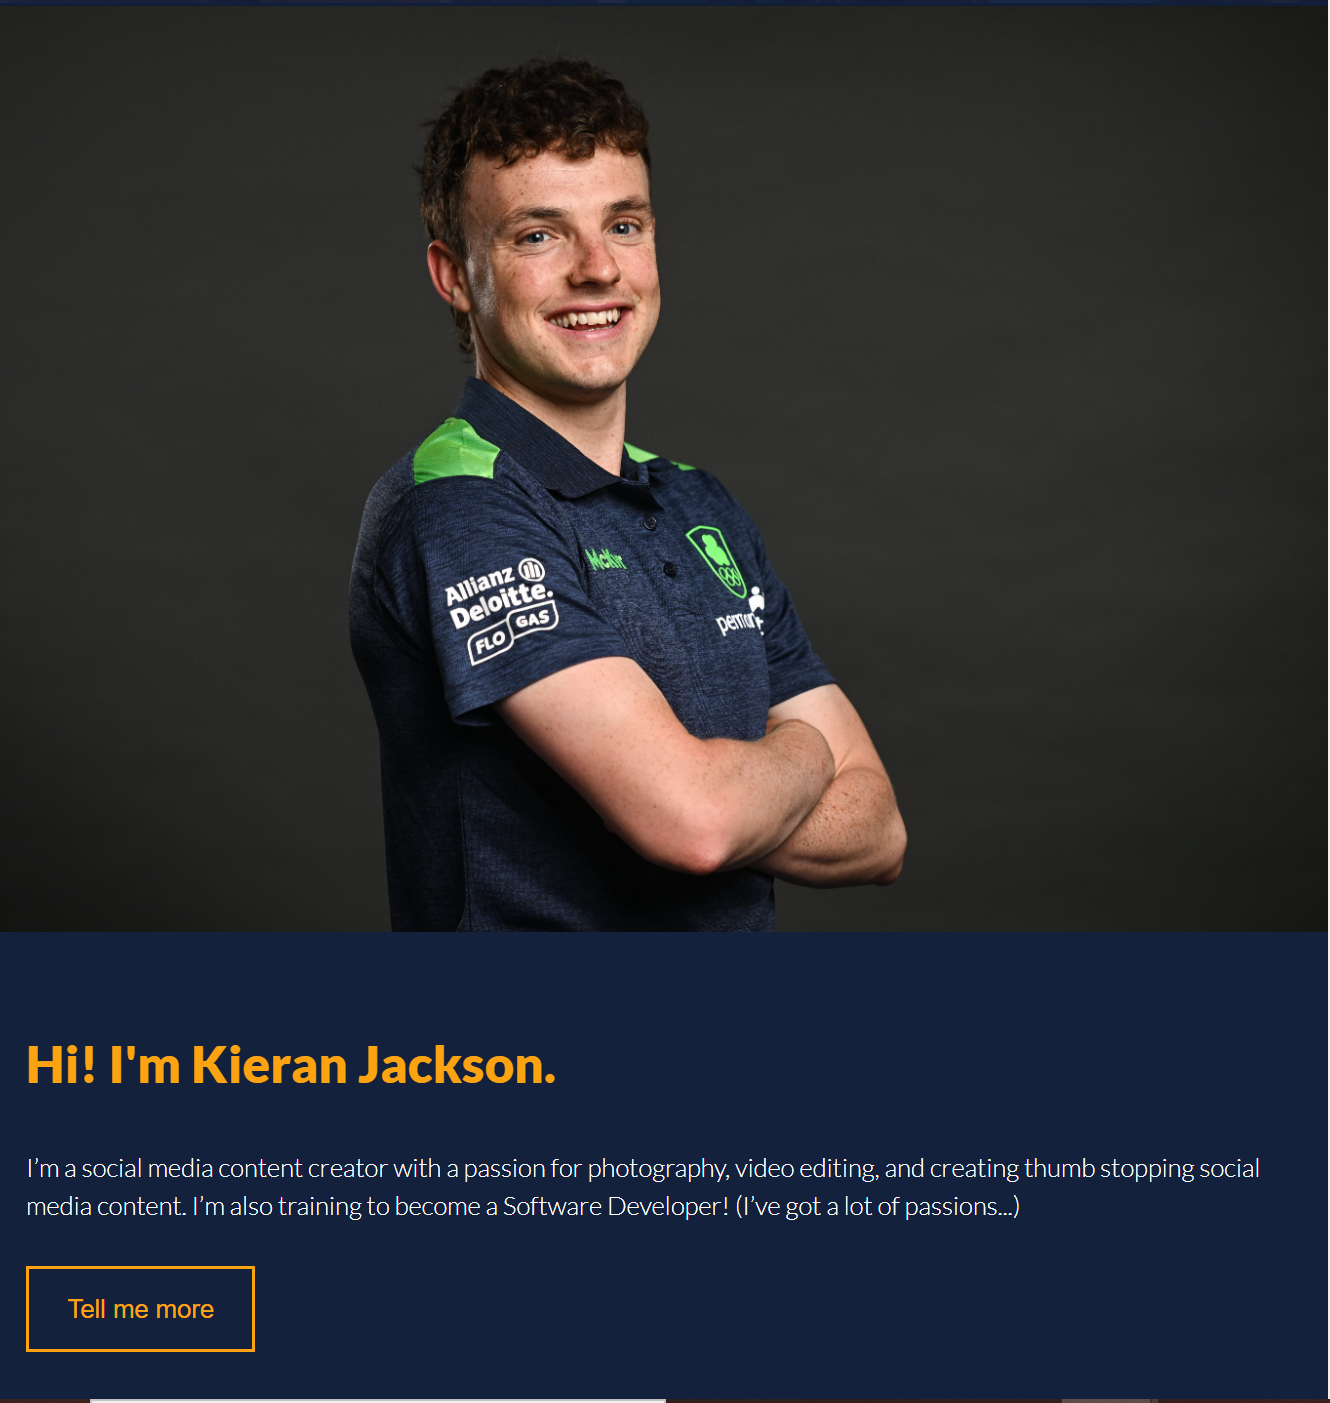 Allianz
Deloitte.
FLO GAS
McKvr
Hi! I'm Kieran Jackson.
I’m a social media content creator with a passion for photography, video editing, and creating thumb stopping social
media content. I’m also training to become a Software Developer! (I’ve got a lot of passions...)
Tell me more